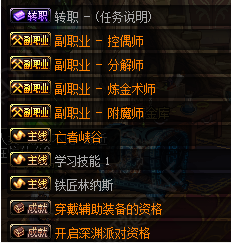 转职 转职 - (任务说明)
副职业 副职业 - 控偶师
副职业 副职业 - 分解师
副职业 副职业 - 炼金术师
副职业 副职业 - 附魔师
主线 亡者峡谷
主线 学习技能 1
主线 铁匠林纳斯
成就 穿戴辅助装备的资格
成就 开启深渊派对资格